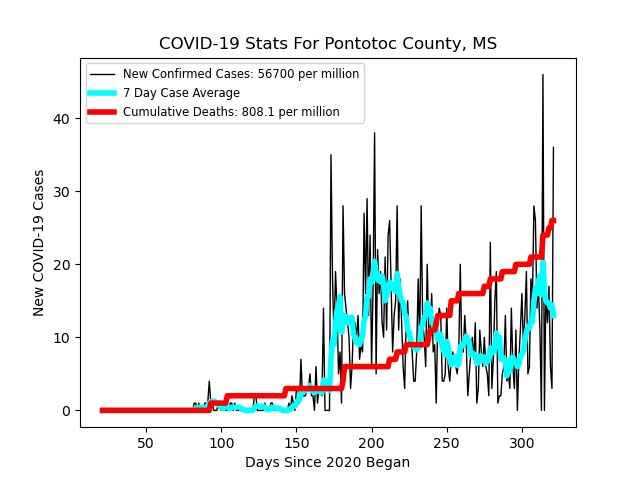 COVID-19 Stats For Pontotoc County, MS
New Confirmed Cases: 56700 per million
7 Day Case Average
Cumulative Deaths: 808.1 per million
New COVID-19 Cases
40
30
20
10
0
50 100 150 200 250 300
Days Since 2020 Began